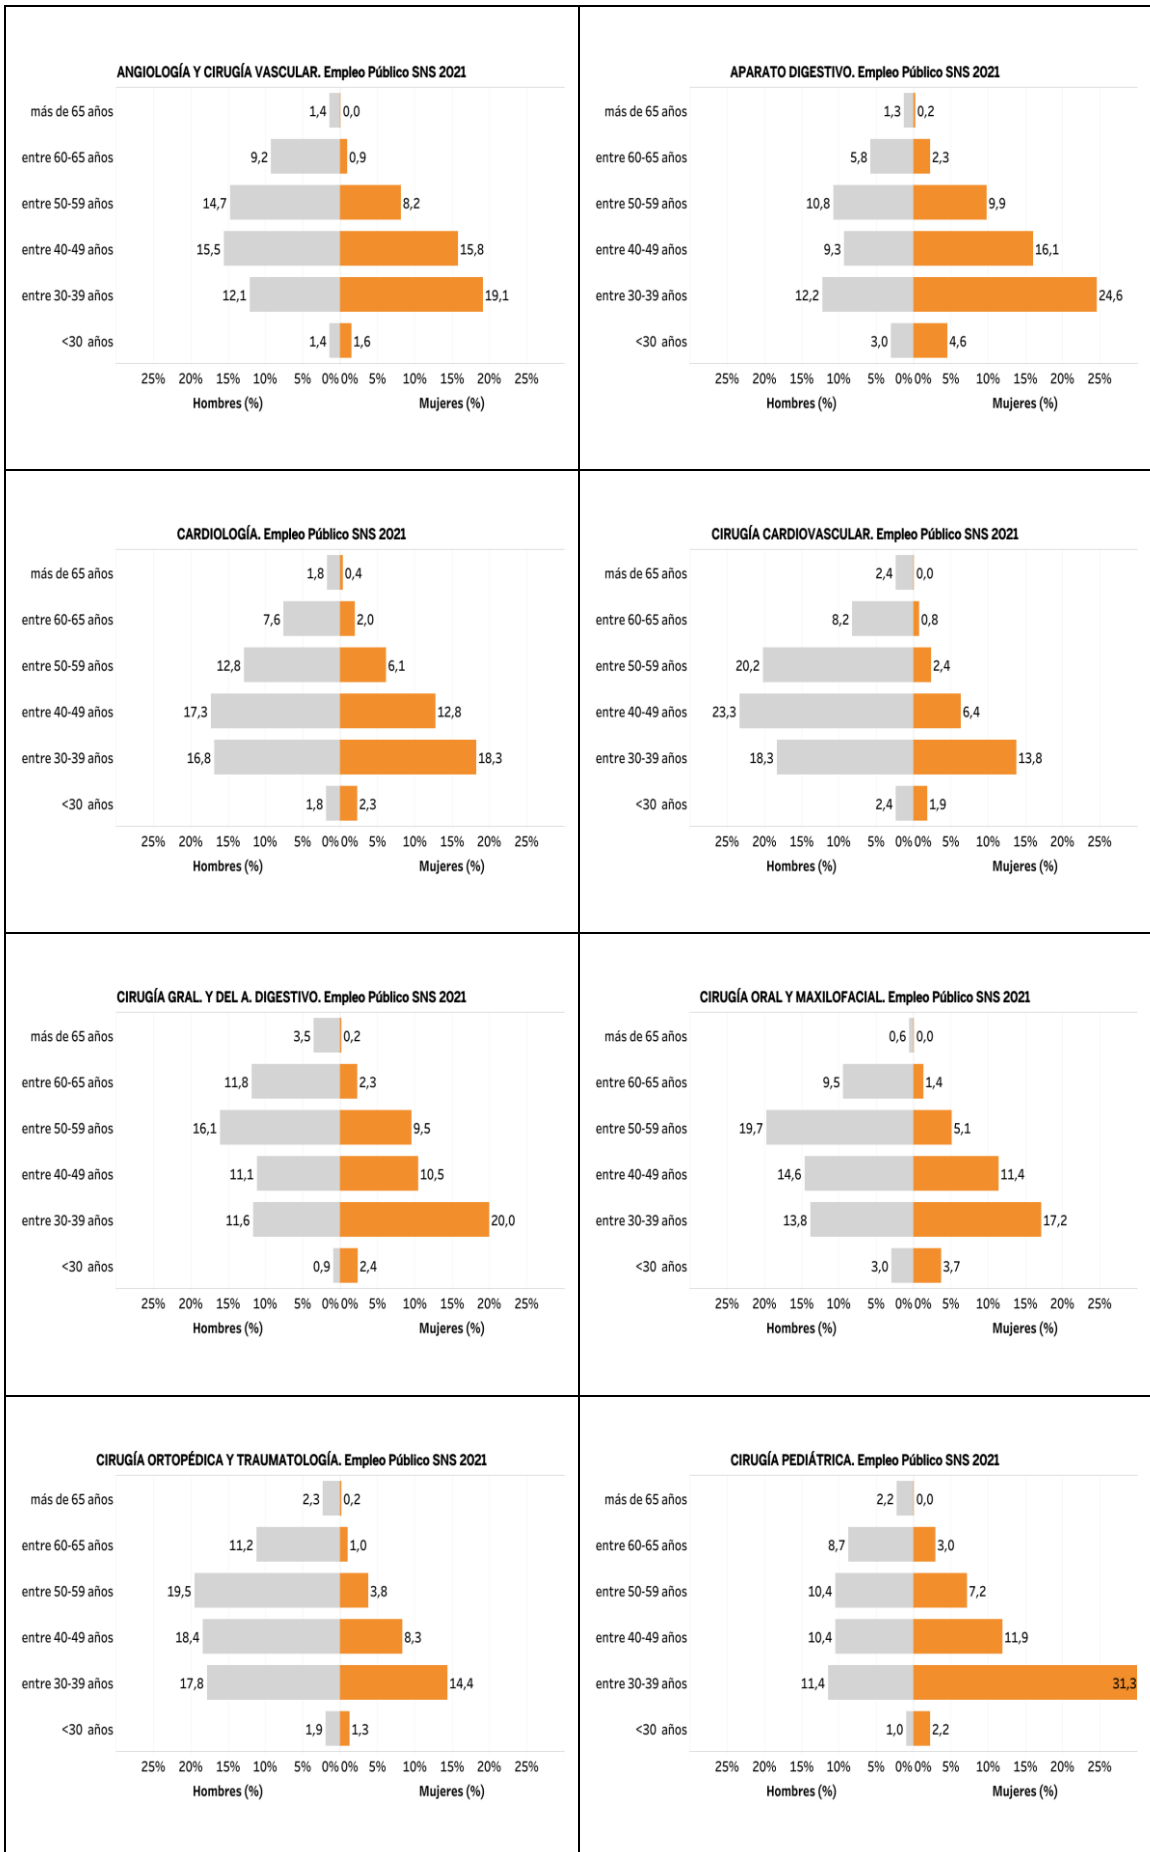 ANGIOLOGÍA Y CIRUGÍA VASCULAR. Empleo Público SNS 2021
más de 65 años 1,4 0,0
entre 60-65 años 9,2 0,9
entre 50-59 años 14,7 8,2
entre 40-49 años 15,5 15,8
entre 30-39 años 12,1 19,1
<30 años 1,4 1,6
25% 20% 15% 10% 5% 0% 0% 5% 10% 15% 20% 25%
Hombres (%) Mujeres (%)
APARATO DIGESTIVO. Empleo Público SNS 2021
más de 65 años 1,3 0,2
entre 60-65 años 5,8 2,3
entre 50-59 años 10,8 9,9
entre 40-49 años 9,3 16,1
entre 30-39 años 12,2 24,6
<30 años 3,0 4,6
25% 20% 15% 10% 5% 0% 0% 5% 10% 15% 20% 25%
Hombres (%) Mujeres (%)
CARDIOLOGÍA. Empleo Público SNS 2021
más de 65 años 1,8 0,4
entre 60-65 años 7,6 2,0
entre 50-59 años 12,8 6,1
entre 40-49 años 17,3 12,8
entre 30-39 años 16,8 18,3
<30 años 1,8 2,3
25% 20% 15% 10% 5% 0% 0% 5% 10% 15% 20% 25%
Hombres (%) Mujeres (%)
CIRUGÍA CARDIOVASCULAR. Empleo Público SNS 2021
más de 65 años 2,4 0,0
entre 60-65 años 8,2 0,8
entre 50-59 años 20,2 2,4
entre 40-49 años 23,3 6,4
entre 30-39 años 18,3 13,8
<30 años 2,4 1,9
25% 20% 15% 10% 5% 0% 0% 5% 10% 15% 20% 25%
Hombres (%) Mujeres (%)
CIRUGÍA GRAL. Y DEL A. DIGESTIVO. Empleo Público SNS 2021
más de 65 años 3,5 0,2
entre 60-65 años 11,8 2,3
entre 50-59 años 16,1 9,5
entre 40-49 años 11,1 10,5
entre 30-39 años 11,6 20,0
<30 años 0,9 2,4
25% 20% 15% 10% 5% 0% 0% 5% 10% 15% 20% 25%
Hombres (%) Mujeres (%)
CIRUGÍA ORAL Y MAXILOFACIAL. Empleo Público SNS 2021
más de 65 años 0,6 0,0
entre 60-65 años 9,5 1,4
entre 50-59 años 19,7 5,1
entre 40-49 años 14,6 11,4
entre 30-39 años 13,8 17,2
<30 años 3,0 3,7
25% 20% 15% 10% 5% 0% 0% 5% 10% 15% 20% 25%
Hombres (%) Mujeres (%)
CIRUGÍA ORTOPÉDICA Y TRAUMATOLOGÍA. Empleo Público SNS 2021
más de 65 años 2,3 0,2
entre 60-65 años 11,2 1,0
entre 50-59 años 19,5 3,8
entre 40-49 años 18,4 8,3
entre 30-39 años 17,8 14,4
<30 años 1,9 1,3
25% 20% 15% 10% 5% 0% 0% 5% 10% 15% 20% 25%
Hombres (%) Mujeres (%)
CIRUGÍA PEDIÁTRICA. Empleo Público SNS 2021
más de 65 años 2,2 0,0
entre 60-65 años 8,7 3,0
entre 50-59 años 10,4 7,2
entre 40-49 años 10,4 11,9
entre 30-39 años 11,4 31,3
<30 años 1,0 2,2
25% 20% 15% 10% 5% 0% 0% 5% 10% 15% 20% 25%
Hombres (%) Mujeres (%)